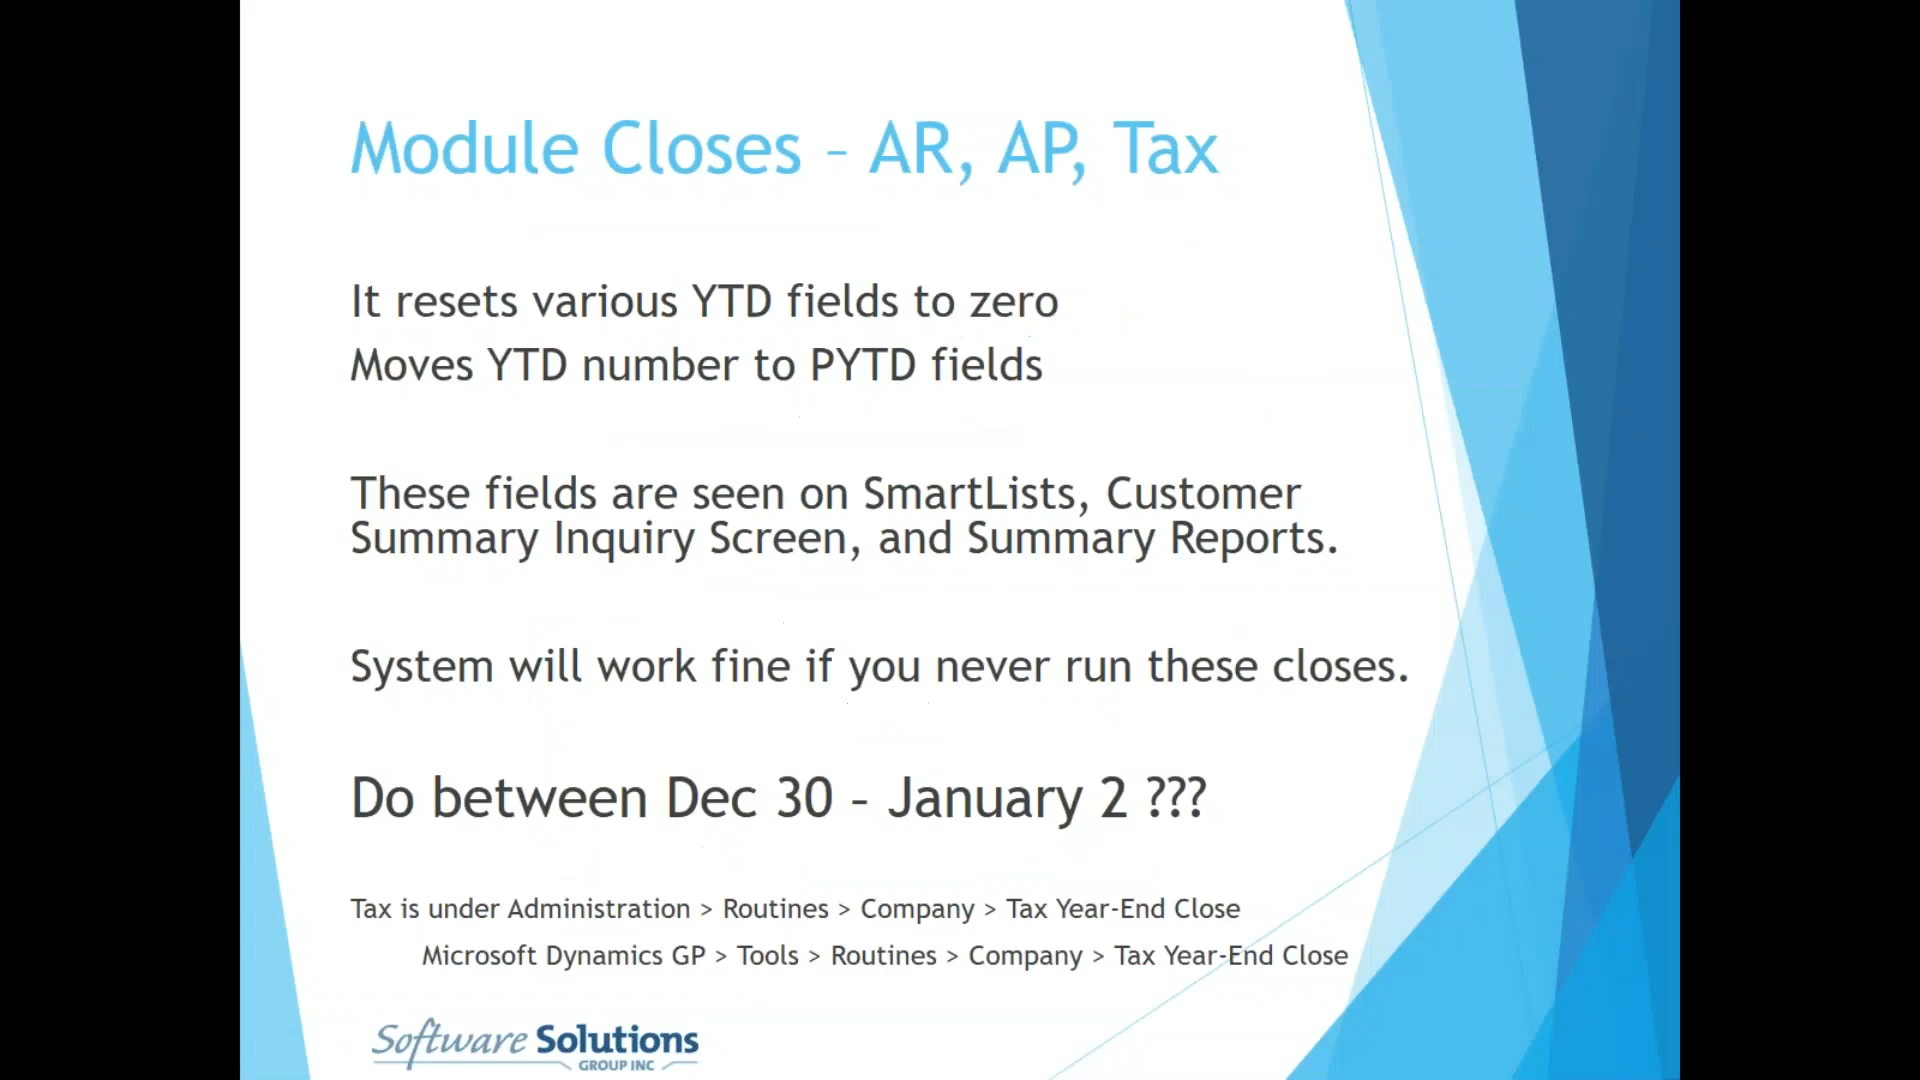 Module Closes – AR, AP, Tax
It resets various YTD fields to zero
Moves YTD number to PYTD fields
These fields are seen on SmartLists, Customer
Summary Inquiry Screen, and Summary Reports.
System will work fine if you never run these closes.
Do between Dec 30 – January 2 ???
Tax is under Administration > Routines > Company > Tax Year-End Close
Microsoft Dynamics GP > Tools > Routines > Company > Tax Year-End Close
Software Solutions
GROUP INC